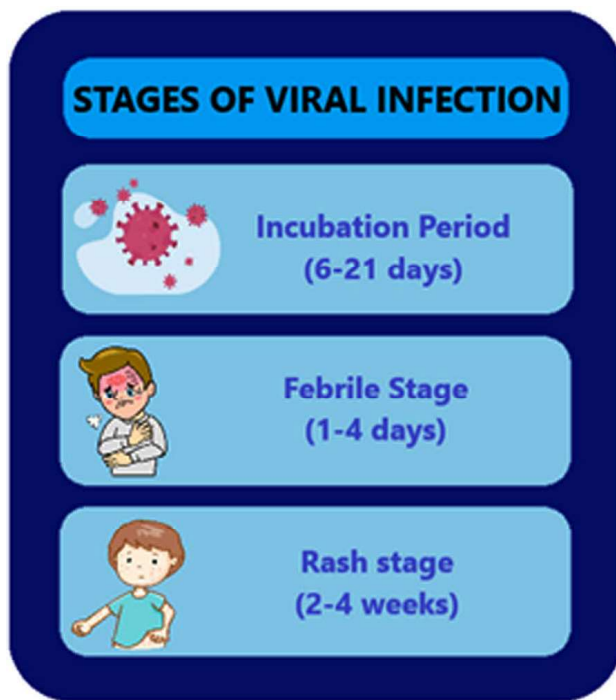 STAGES OF VIRAL INFECTION
Incubation Period
(6-21 days)
Febrile Stage
(1-4 days)
Rash stage
(2-4 weeks)